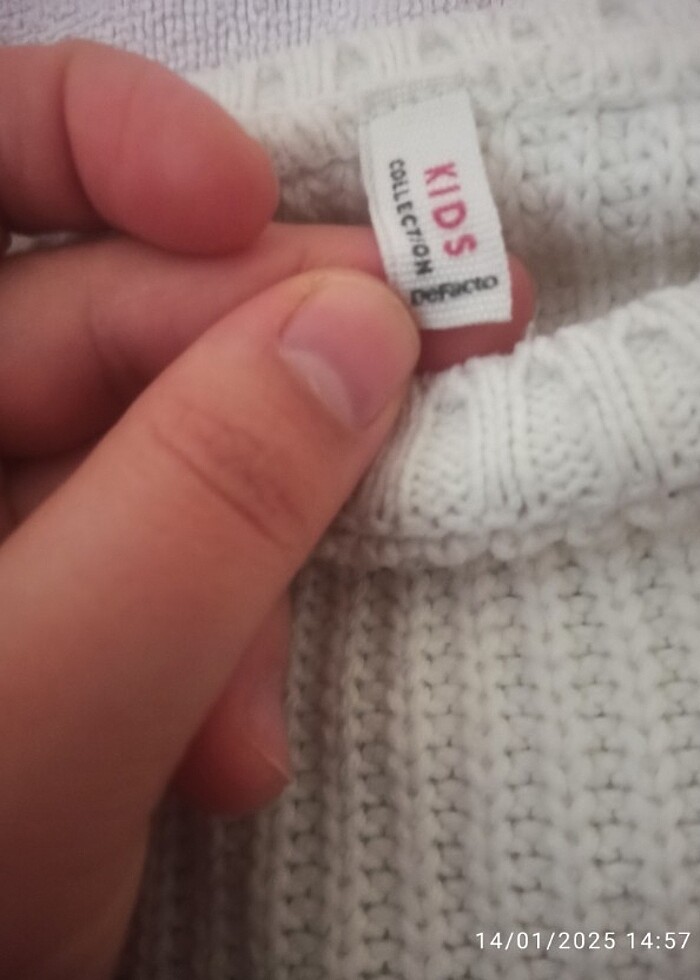 KIDS
COLLECTION
DeFacto
14/01/2025 14:57